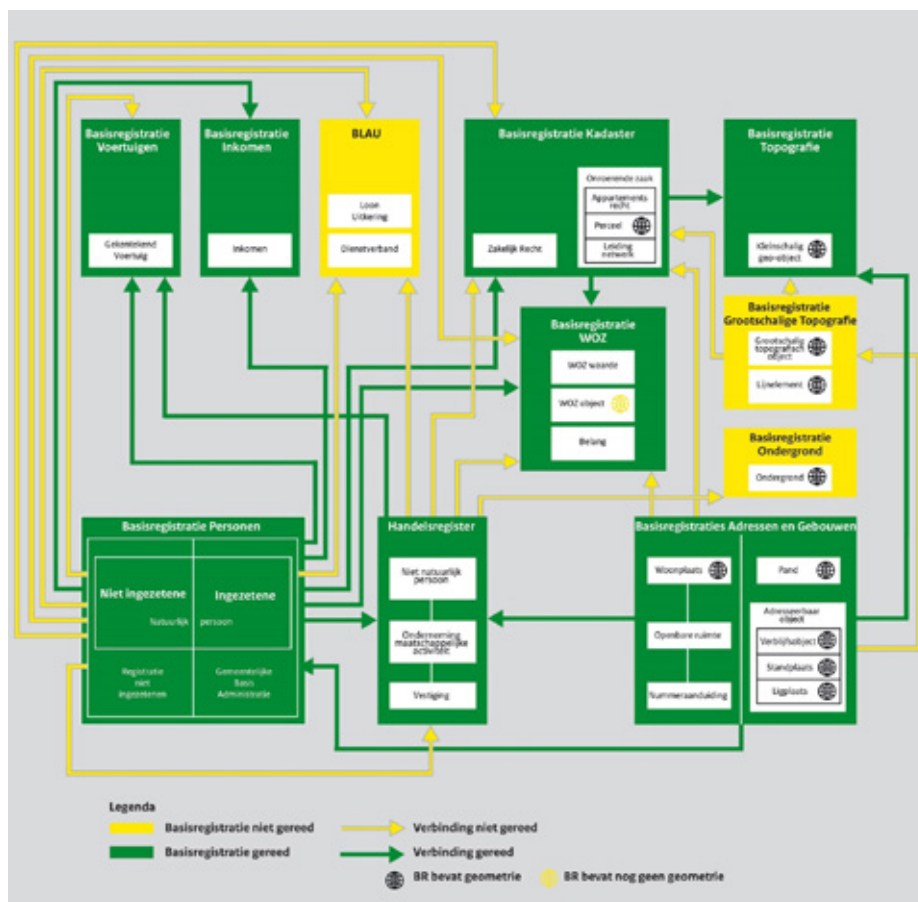 Basisregistratie
Voertuigen
Gekentekend
Voertuig
Basisregistratie
Inkomen
Inkomen
BLAU
Loon
Uitkering
Dienstverband
Basisregistratie Kadaster
Zakelijk Recht
Onroerende zaak
Appartements
recht
Perceel
Leiding
netwerk
Basisregistratie
Topografie
Kleinschalig
geo-object
Basisregistratie
Grootschalige Topografie
Grootschalig
topografisch
object
Lijnelement
Basisregistratie
WOZ
WOZ waarde
WOZ object
Belang
Basisregistratie
Ondergrond
Ondergrond
Basisregistratie Personen
Niet ingezetene
Ingezetene
Natuurlijk persoon
Registratie
niet
ingezetenen
Gemeentelijke
Basis
Administratie
Handelsregister
Niet natuurlijk
persoon
Onderneming
maatschappelijke
activiteit
Vestiging
Basisregistraties Adressen en Gebouwen
Woonplaats
Openbare ruimte
Nummeraanduiding
Pand
Adresseerbaar
object
Verblijfsobject
Standplaats
Ligplaats
Legenda
Basisregistratie niet gereed
Verbinding niet gereed
Basisregistratie gereed
Verbinding gereed
BR bevat geometrie
BR bevat nog geen geometrie